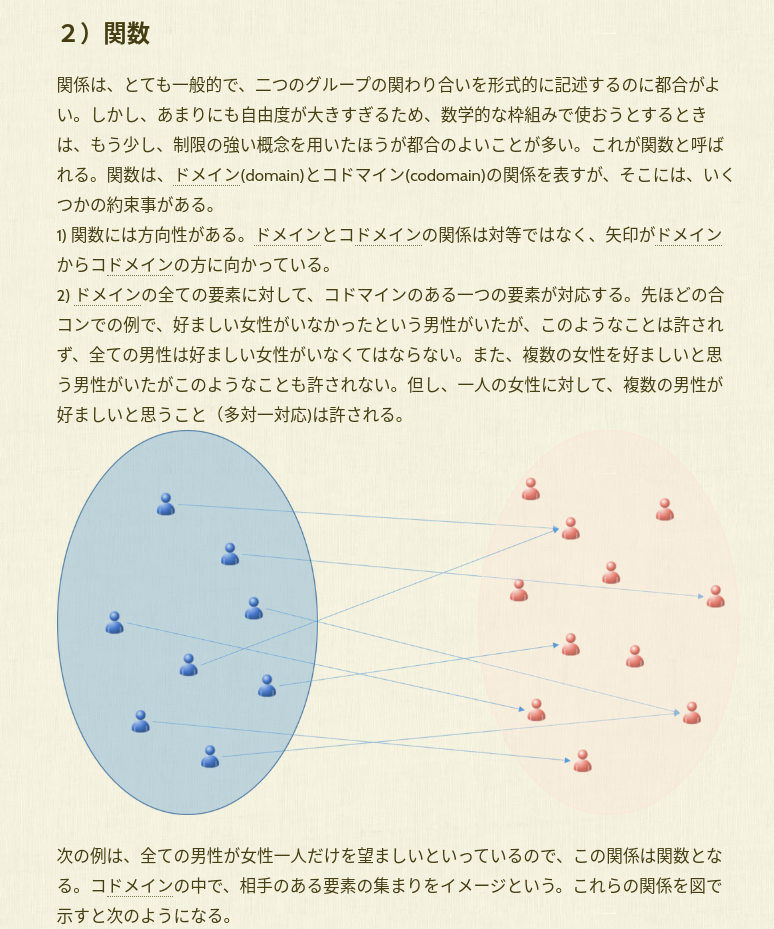 ２）関数
関係は、とても一般的で、二つのグループの関わり合いを形式的に記述するのに都合がよ
い。しかし、あまりにも自由度が大きすぎるため、数学的な枠組みで使おうとするとき
は、もう少し、制限の強い概念を用いたほうが都合のよいことが多い。これが関数と呼ば
れる。関数は、ドメイン(domain)とコドマイン(codomain)の関係を表すが、そこには、いく
つかの約束事がある。
1) 関数には方向性がある。ドメインとコドメインの関係は対等ではなく、矢印がドメイン
からコドメインの方に向かっている。
2) ドメインの全ての要素に対して、コドマインのある一つの要素が対応する。先ほどの合
コンでの例で、好ましい女性がいなかったという男性がいたが、このようなことは許され
ず、全ての男性は好ましい女性がいなくてはならない。また、複数の女性を好ましいと思
う男性がいたがこのようなことも許されない。但し、一人の女性に対して、複数の男性が
好ましいと思うこと（多対一対応)は許される。
次の例は、全ての男性が女性一人だけを望ましいといっているので、この関係は関数とな
る。コドメインの中で、相手のある要素の集まりをイメージという。これらの関係を図で
示すと次のようになる。